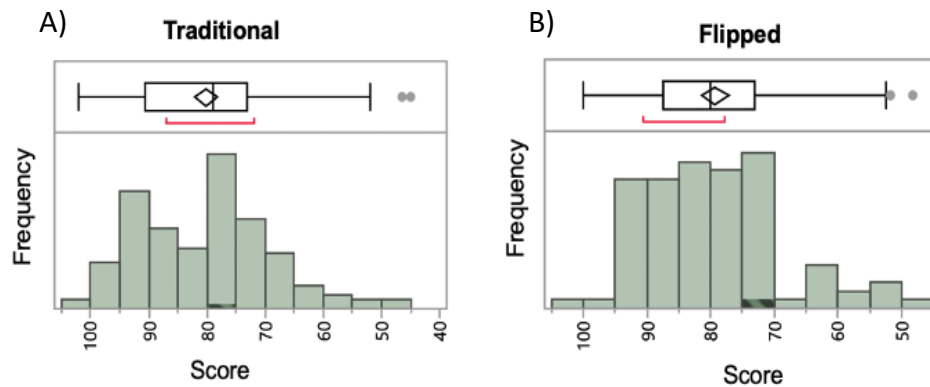 A)
Traditional
Frequency
100 90 80 70 60 50 40
Score
B)
Flipped
Frequency
100 90 80 70 60 50
Score